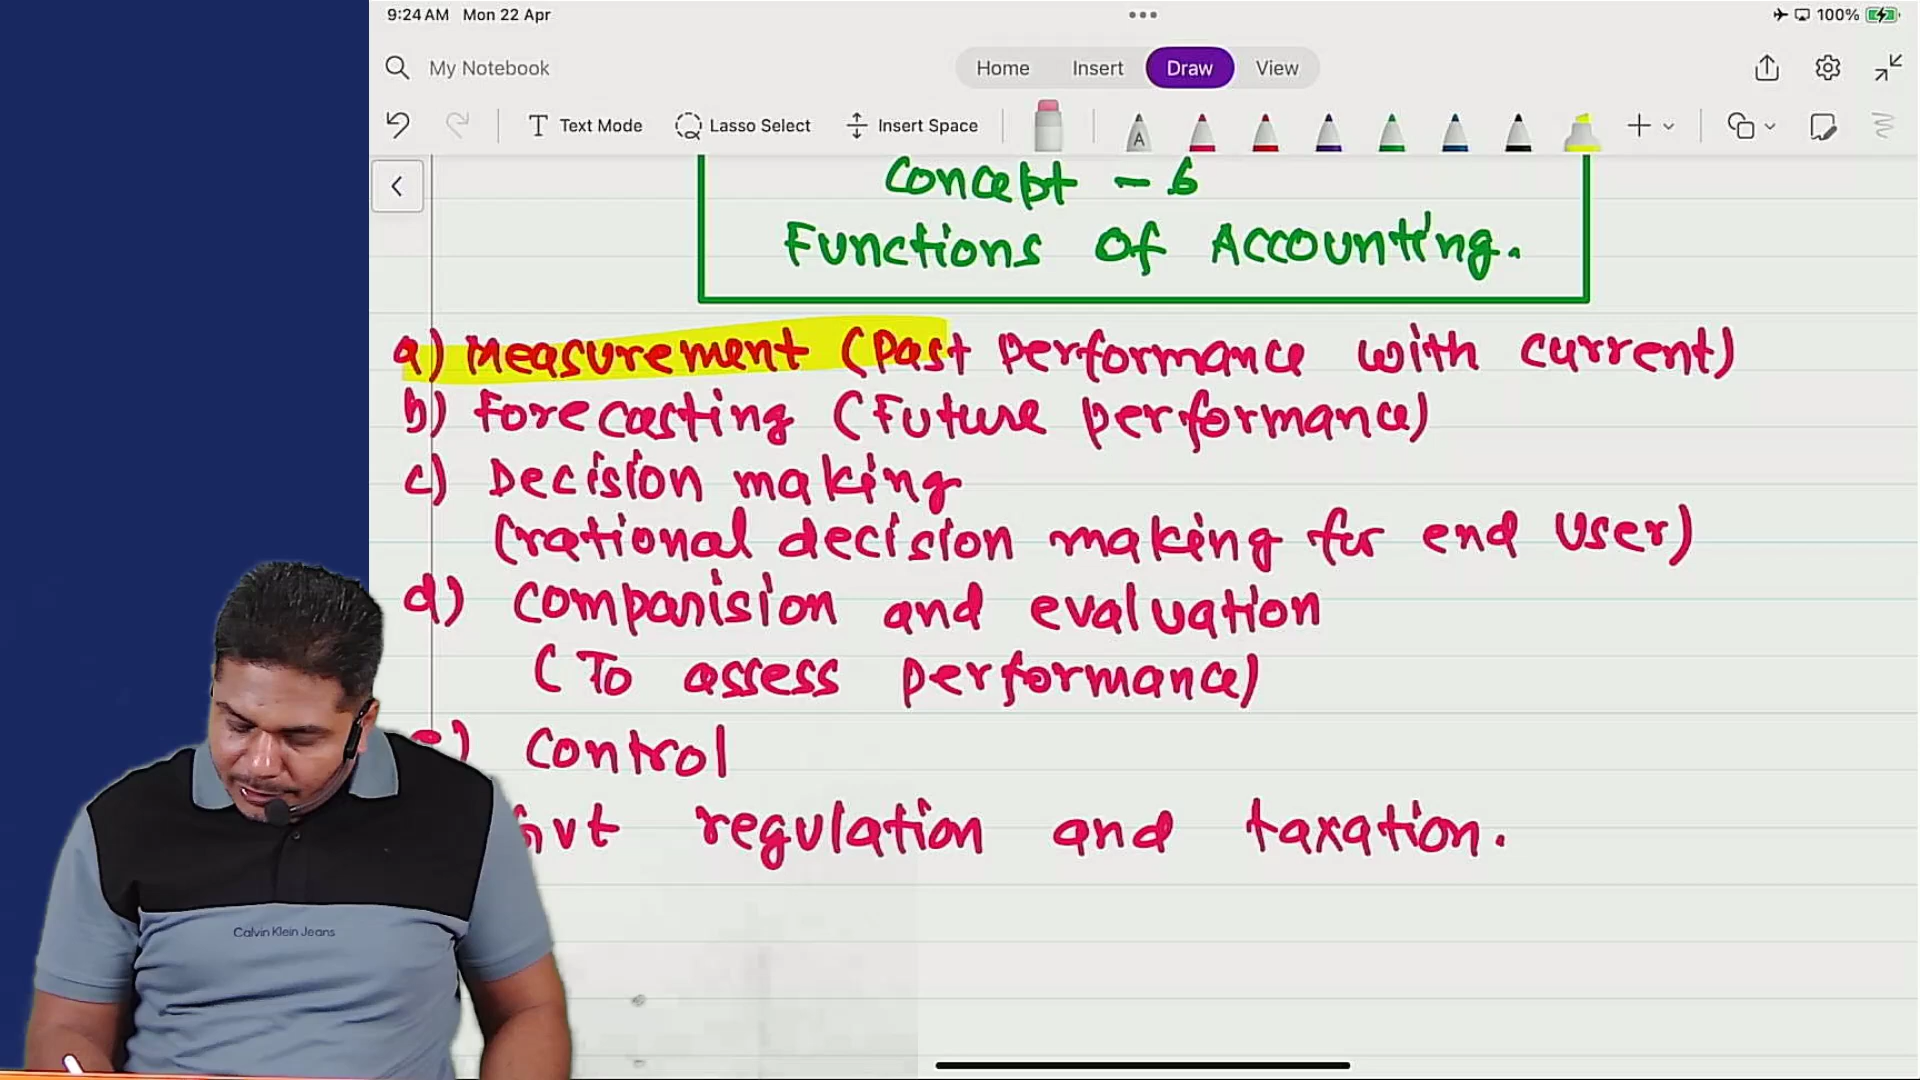 9:24 AM Mon 22 Apr
100%
My Notebook
Home Insert Draw View
Text Mode Lasso Select Insert Space
A
Concept - 6
Functions Of Accounting.
a) Measurement (Past performance with current)
b) Forecasting (Future performance)
c) Decision making
(rational decision making for end User)
d) comparision and evaluation
(To assess performance)
e) control
Govt regulation and taxation.
Calvin Klein Jeans